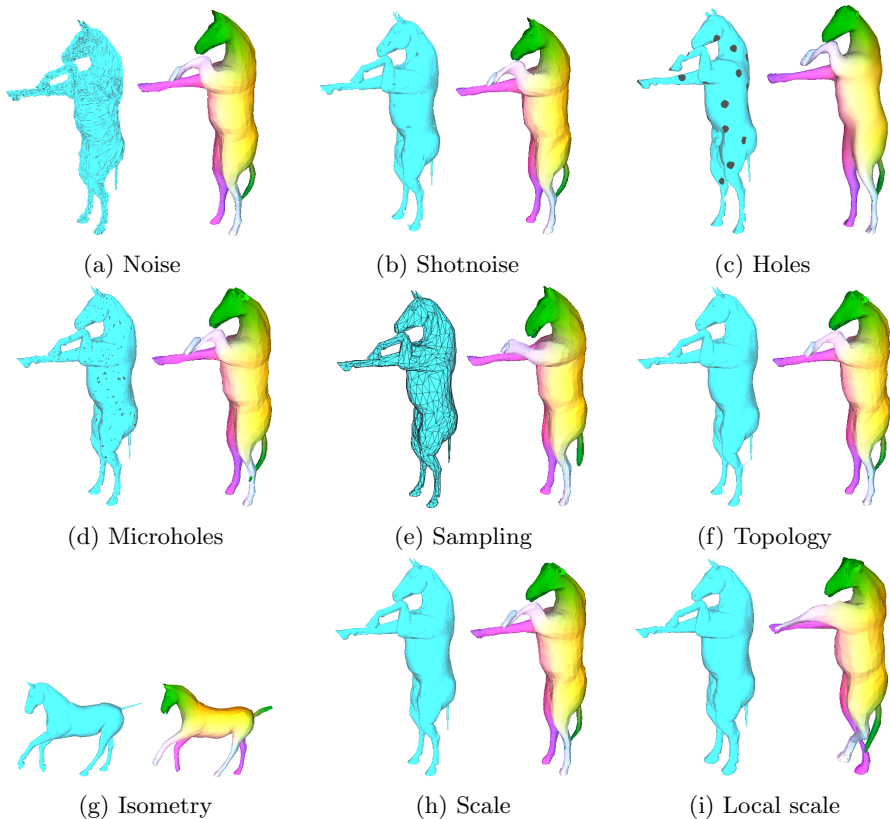 (a) Noise
(b) Shotnoise
(c) Holes
(d) Microholes
(e) Sampling
(f) Topology
(g) Isometry
(h) Scale
(i) Local scale